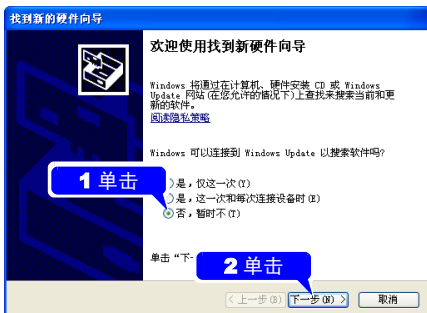 找到新的硬件向导
欢迎使用找到新硬件向导
Windows 将通过在计算机、硬件安装 CD 或 Windows
Update 网站(在您允许的情况下)上查找来搜索当前和更
新的软件。
阅读隐私策略
Windows 可以连接到 Windows Update 以搜索软件吗?
1 单击
是，仅这一次(Y)
是，这一次和每次连接设备时(E)
否，暂时不(T)
单击“下一
2 单击
< 上一步(B)
下一步(N) >
取消